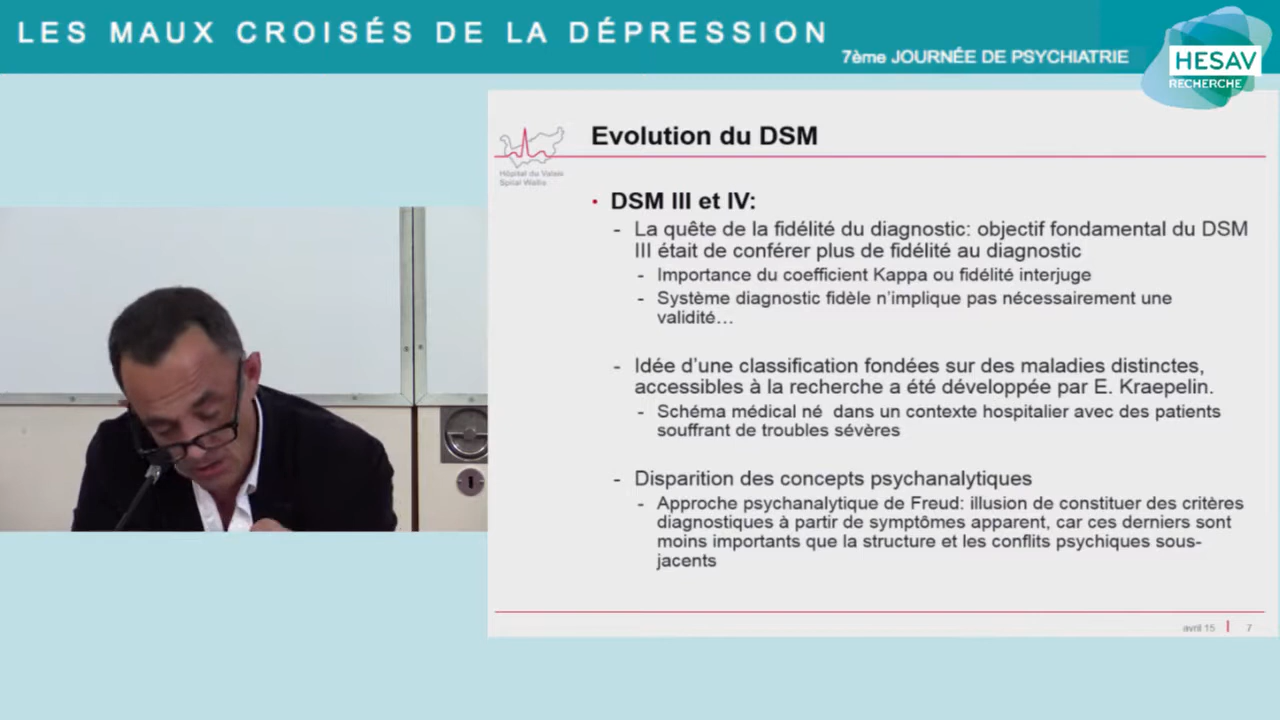 LES MAUX CROISÉS DE LA DÉPRESSION
7ème JOURNÉE DE PSYCHIATRIE
HESAV
RECHERCHE
Hôpital du Valais
Spital Wallis
Evolution du DSM
• DSM III et IV:
- La quête de la fidélité du diagnostic: objectif fondamental du DSM
III était de conférer plus de fidélité au diagnostic
- Importance du coefficient Kappa ou fidélité interjuge
- Système diagnostic fidèle n’implique pas nécessairement une
validité…
- Idée d’une classification fondées sur des maladies distinctes,
accessibles à la recherche a été développée par E. Kraepelin.
- Schéma médical né dans un contexte hospitalier avec des patients
souffrant de troubles sévères
- Disparition des concepts psychanalytiques
- Approche psychanalytique de Freud: illusion de constituer des critères
diagnostiques à partir de symptômes apparent, car ces derniers sont
moins importants que la structure et les conflits psychiques sous-
jacents
avril 15 | 7